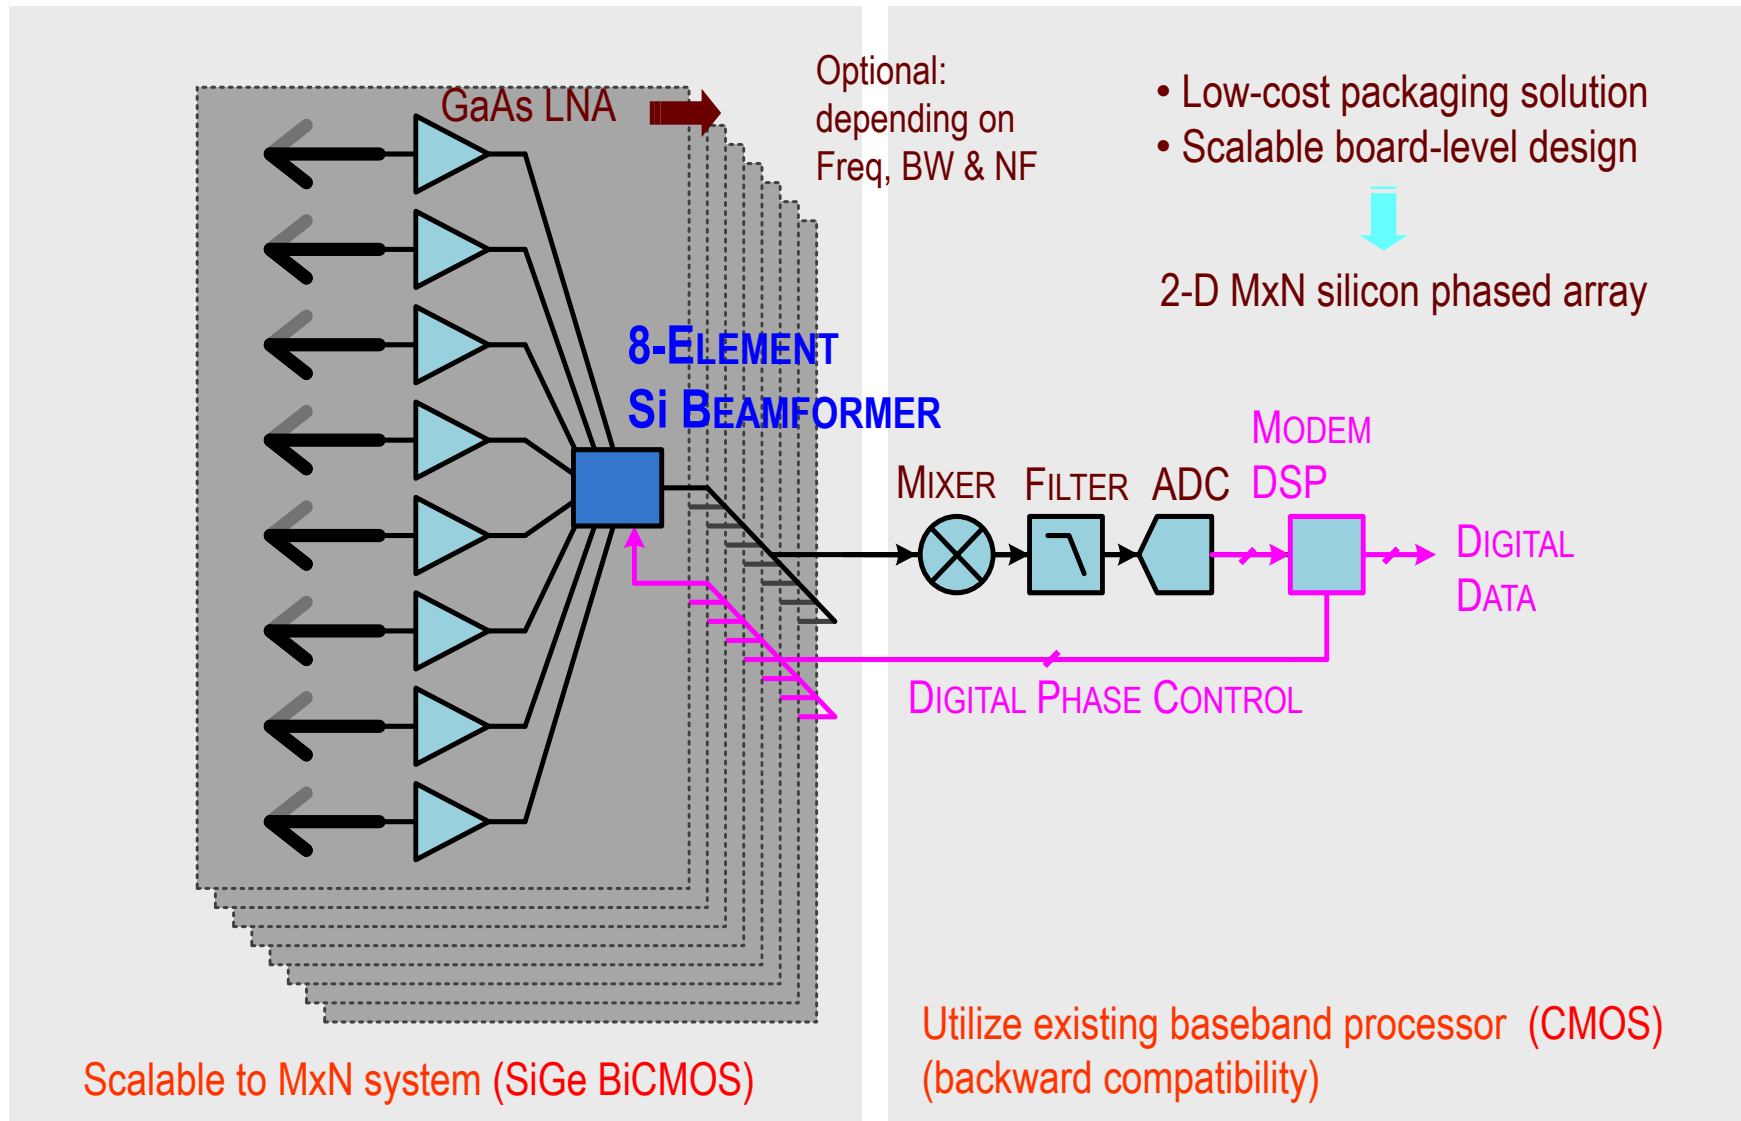 GaAs LNA
Optional:
depending on
Freq, BW & NF
• Low-cost packaging solution
• Scalable board-level design
2-D MxN silicon phased array
8-ELEMENT
Si BEAMFORMER
MIXER
FILTER
ADC
MODEM
DSP
DIGITAL
DATA
DIGITAL PHASE CONTROL
Scalable to MxN system (SiGe BiCMOS)
Utilize existing baseband processor (CMOS)
(backward compatibility)